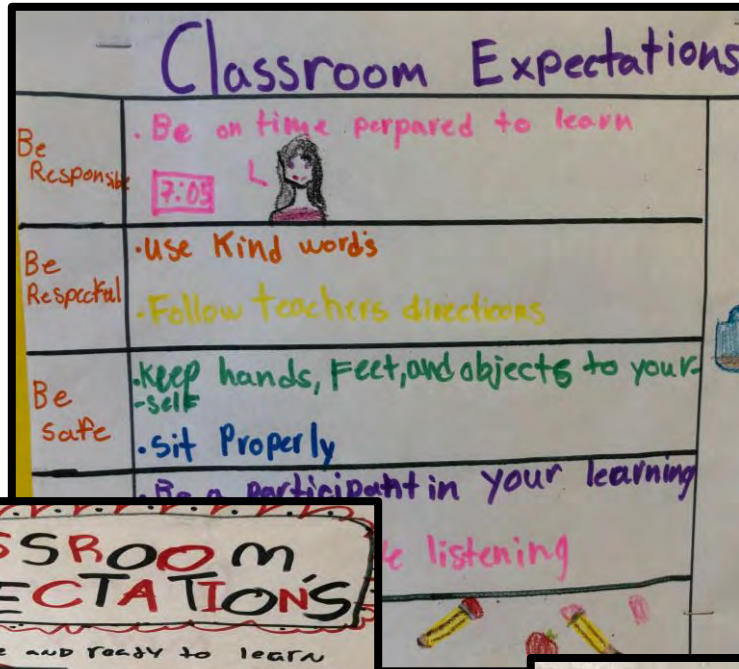 Classroom Expectations
Be Responsible
· Be on time perpared to learn
7:05
Be Respectful
· Use Kind words
· Follow teachers directions
Be safe
· Keep hands, Feet, and objects to your-
-self
· sit Properly
· Be a participant in your learning
listening
SSROOM
ECTATIONS
AND ready to learn